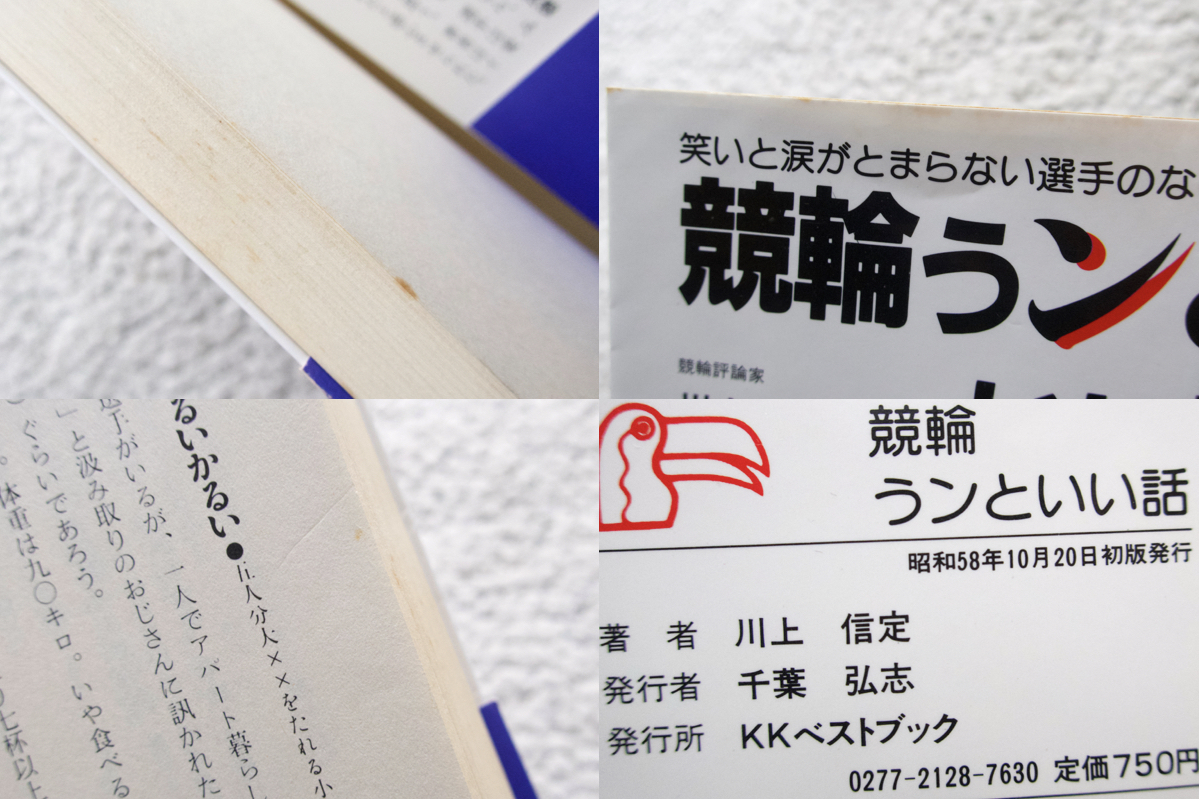 笑いと涙がとまらない選手のな
競輪うン
競輪評論家
るいかるい●五人分大××をたれる小
がいるが、一人でアパート暮らし
」と汲み取りのおじさんに訊かれた
ぐらいであろう。
。体重は九〇キロ。いや食べる
七杯以上
競輪
うンといい話
昭和58年10月20日初版発行
著 者 川上 信定
発行者 千葉 弘志
発行所 KKベストブック
0277-2128-7630 定価750円